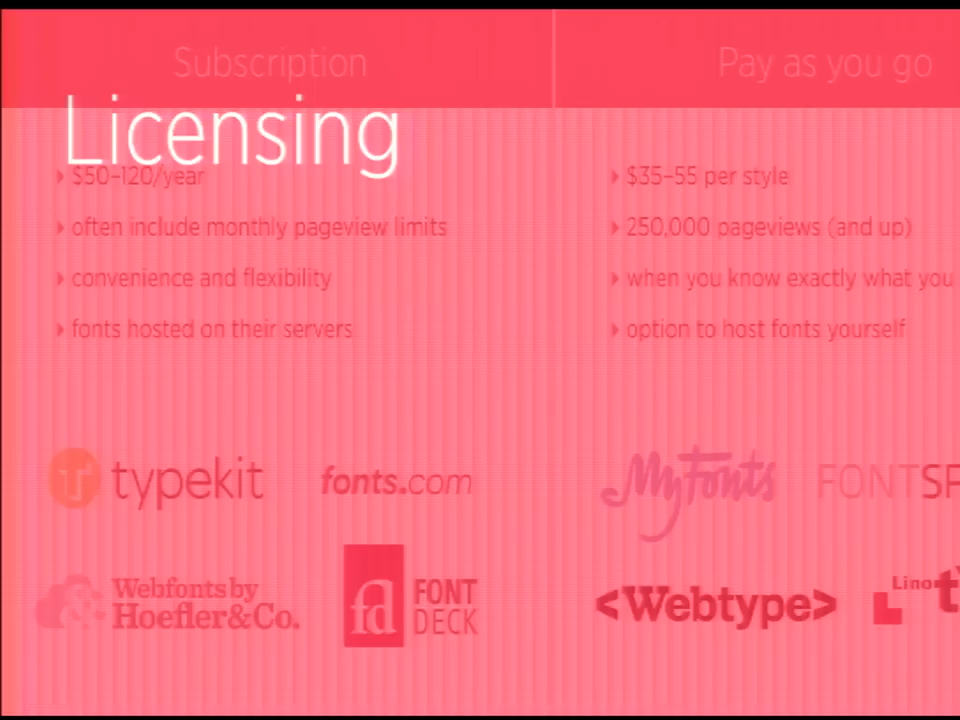 Subscription
Pay as you go
Licensing
$50–120/year
often include monthly pageview limits
convenience and flexibility
fonts hosted on their servers
$35–55 per style
250,000 pageviews (and up)
when you know exactly what you
option to host fonts yourself
typekit
fonts.com
MyFonts
FONTSP
Webfonts by
Hoefler&Co.
fd
FONT
DECK
<Webtype>
Lino